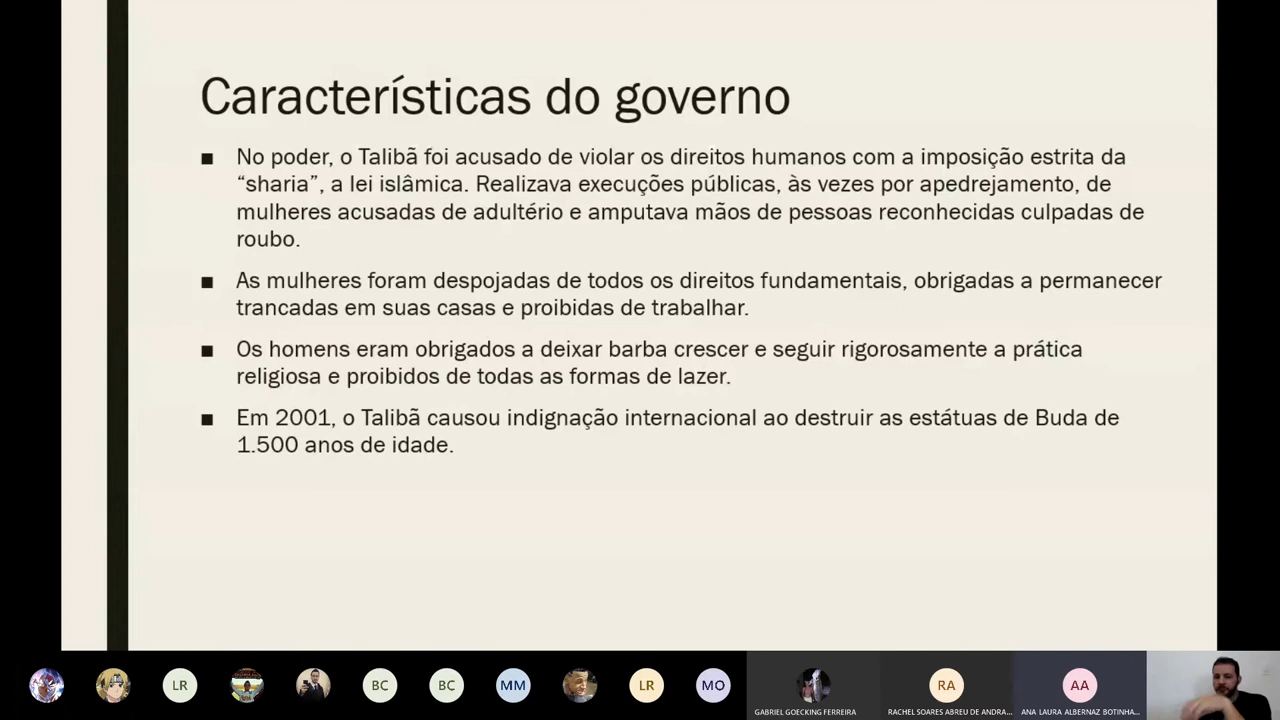 Características do governo
No poder, o Talibã foi acusado de violar os direitos humanos com a imposição estrita da
“sharia”, a lei islâmica. Realizava execuções públicas, às vezes por apedrejamento, de
mulheres acusadas de adultério e amputava mãos de pessoas reconhecidas culpadas de
roubo.
As mulheres foram despojadas de todos os direitos fundamentais, obrigadas a permanecer
trancadas em suas casas e proibidas de trabalhar.
Os homens eram obrigados a deixar barba crescer e seguir rigorosamente a prática
religiosa e proibidos de todas as formas de lazer.
Em 2001, o Talibã causou indignação internacional ao destruir as estátuas de Buda de
1.500 anos de idade.
LR
BC
BC
MM
LR
MO
RA
AA
GABRIEL GOECKING FERREIRA
RACHEL SOARES ABREU DE ANDRA...
ANA LAURA ALBERNAZ BOTINHA...